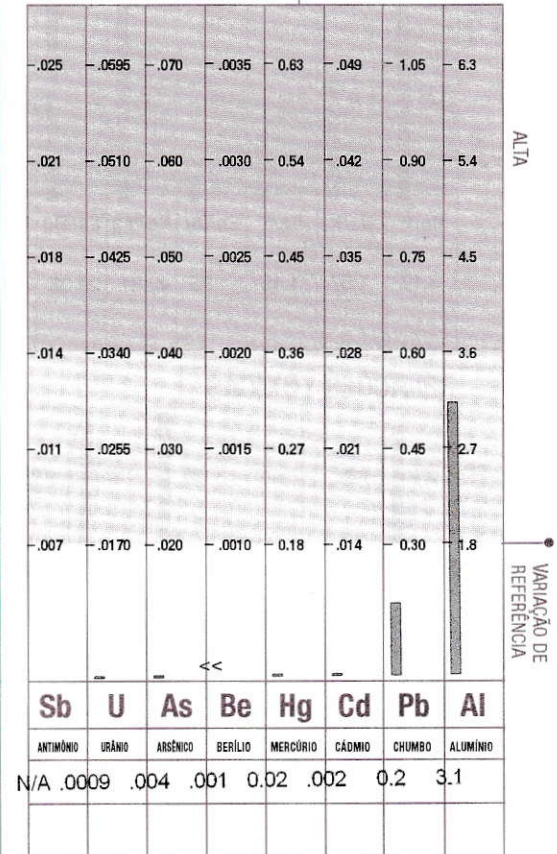 .025 .0595 .070 .0035 0.63 .049 1.05 6.3
.021 .0510 .060 .0030 0.54 .042 0.90 5.4
.018 .0425 .050 .0025 0.45 .035 0.75 4.5
.014 .0340 .040 .0020 0.36 .028 0.60 3.6
.011 .0255 .030 .0015 0.27 .021 0.45 2.7
.007 .0170 .020 .0010 0.18 .014 0.30 1.8
ALTA
VARIAÇÃO DE
REFERÊNCIA
<<
Sb U As Be Hg Cd Pb Al
ANTIMÔNIO URÂNIO ARSÊNICO BERÍLIO MERCÚRIO CÁDMIO CHUMBO ALUMÍNIO
N/A .0009 .004 .001 0.02 .002 0.2 3.1